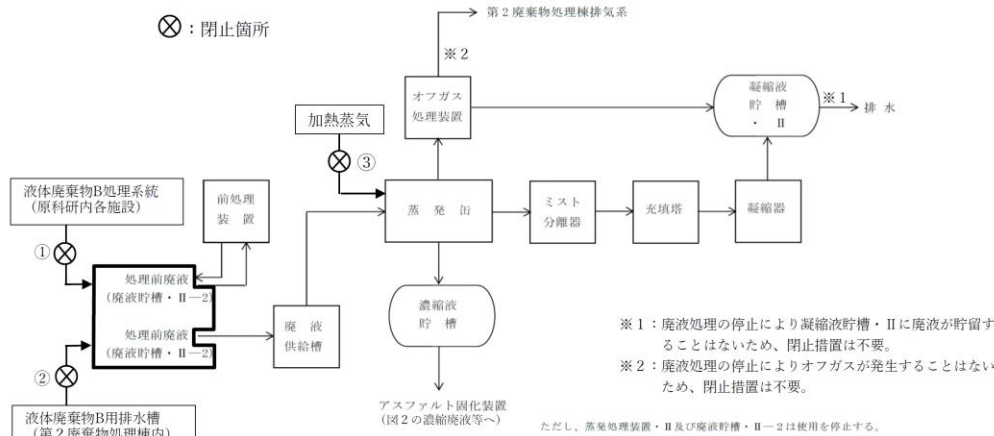 ⊗：閉止箇所
第2廃棄物処理棟排気系
※2
オフガス
処理装置
凝縮液
貯槽
・Ⅱ
※1
排水
加熱蒸気
③
液体廃棄物B処理系統
(原科研内各施設)
前処理
装置
蒸発缶
ミスト
分離器
充填塔
凝縮器
①
処理前廃液
(廃液貯槽・Ⅱ―2)
処理前廃液
(廃液貯槽・Ⅱ―2)
廃液
供給槽
濃縮液
貯槽
②
液体廃棄物B用排水槽
(第2廃棄物処理棟内)
アスファルト固化装置
(図2の濃縮廃液等へ)
※1：廃液処理の停止により凝縮液貯槽・Ⅱに廃液が貯留す
ることはないため、閉止措置は不要。
※2：廃液処理の停止によりオフガスが発生することはない
ため、閉止措置は不要。
ただし、蒸発処理装置・Ⅱ及び廃液貯槽・Ⅱ―2は使用を停止する。